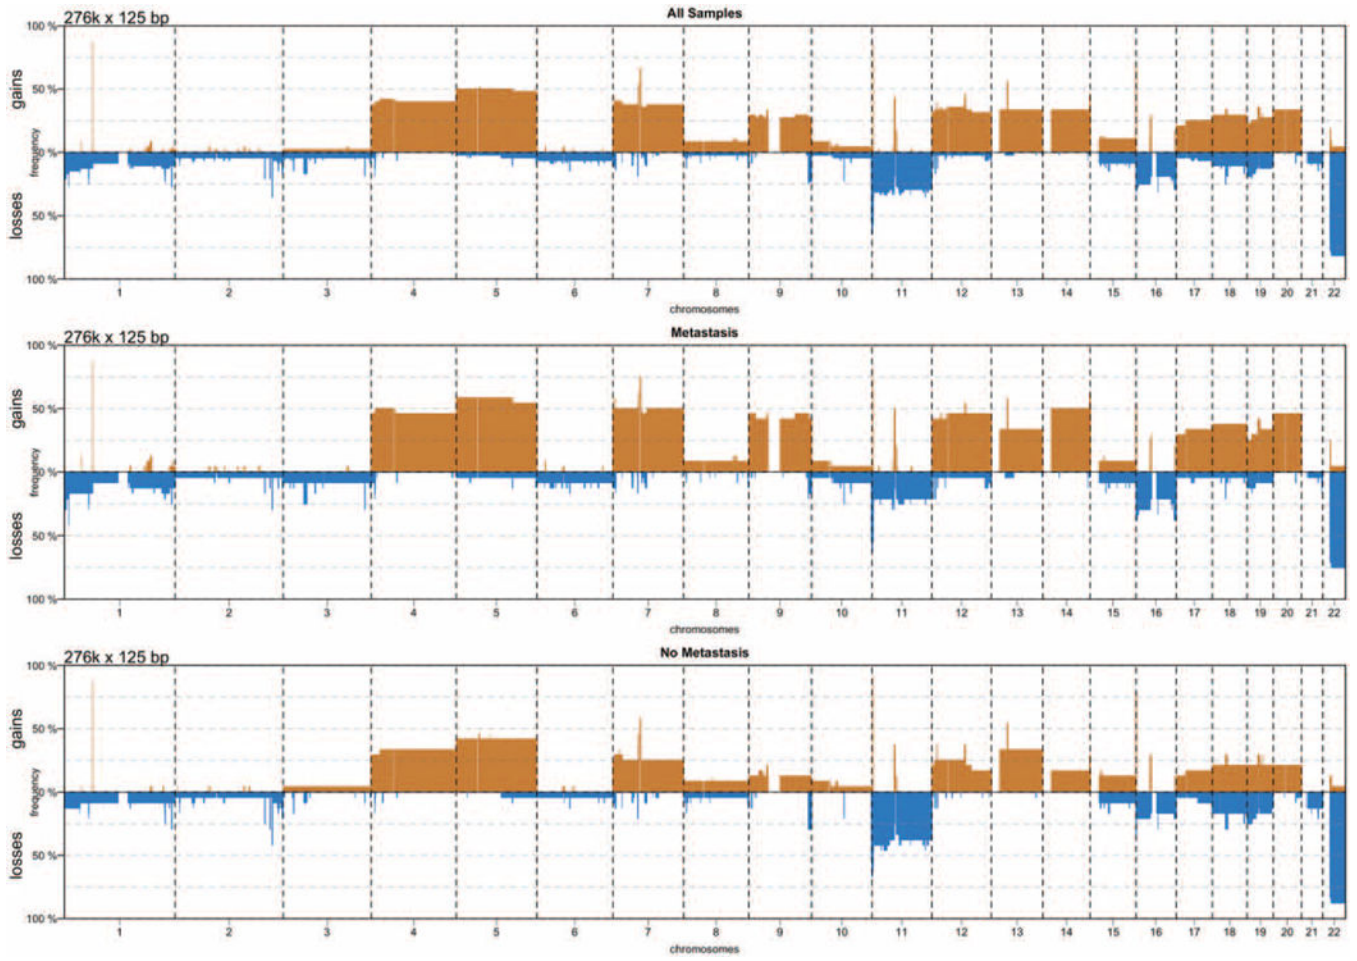 All Samples
276k x 125 bp
100 %
gains
50 %
0 %
frequency
losses
50 %
100 %
1 2 3 4 5 6 7 8 9 10 11 12 13 14 15 16 17 18 19 20 21 22
chromosomes
Metastasis
276k x 125 bp
100 %
gains
50 %
0 %
frequency
losses
50 %
100 %
1 2 3 4 5 6 7 8 9 10 11 12 13 14 15 16 17 18 19 20 21 22
chromosomes
No Metastasis
276k x 125 bp
100 %
gains
50 %
0 %
frequency
losses
50 %
100 %
1 2 3 4 5 6 7 8 9 10 11 12 13 14 15 16 17 18 19 20 21 22
chromosomes